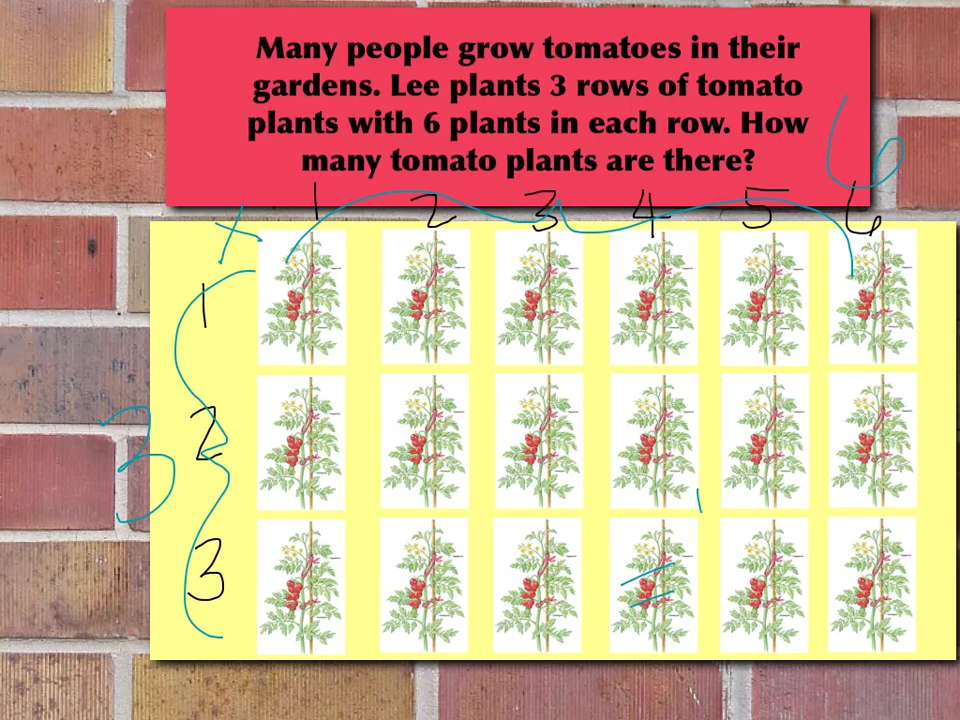 Many people grow tomatoes in their
gardens. Lee plants 3 rows of tomato
plants with 6 plants in each row. How
many tomato plants are there?
6
1 2 3 4 5 6
x
1
2
3
3